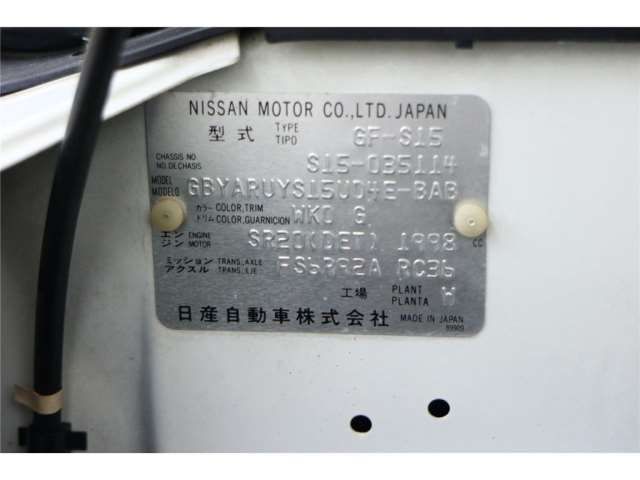 NISSAN MOTOR CO.,LTD. JAPAN
型式 TYPE TIPO GF-S15
CHASSIS NO NO.DECHASIS S15-035114
MODEL MODELO GBYARUYS15UD4E-BAB
カラー COLOR,TRIM トリム COLOR,GUARNICION WK0 G
エンジン ENGINE MOTOR SR20(DET) 1998 CC
ミッション TRANS.,AXLE アクスル TRANS.,EJE FS6R92A RC36
工場 PLANT PLANTA W
日産自動車株式会社 MADE IN JAPAN